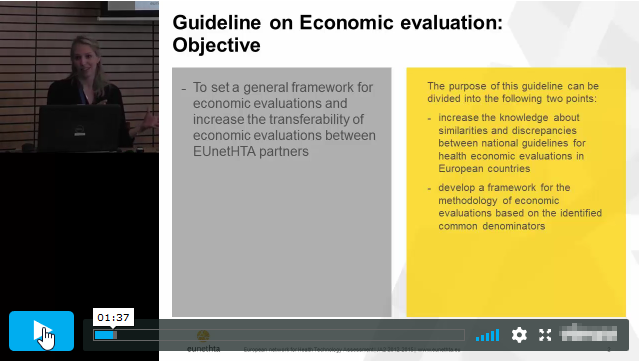 Guideline on Economic evaluation:
Objective
- To set a general framework for
economic evaluations and
increase the transferability of
economic evaluations between
EUnetHTA partners
The purpose of this guideline can be
divided into the following two points:
- increase the knowledge about
similarities and discrepancies
between national guidelines for
health economic evaluations in
European countries
- develop a framework for the
methodology of economic
evaluations based on the identified
common denominators
01:37
eunethta
European network for Health Technology Assessment | JA2 2012-2015 | www.eunethta.eu